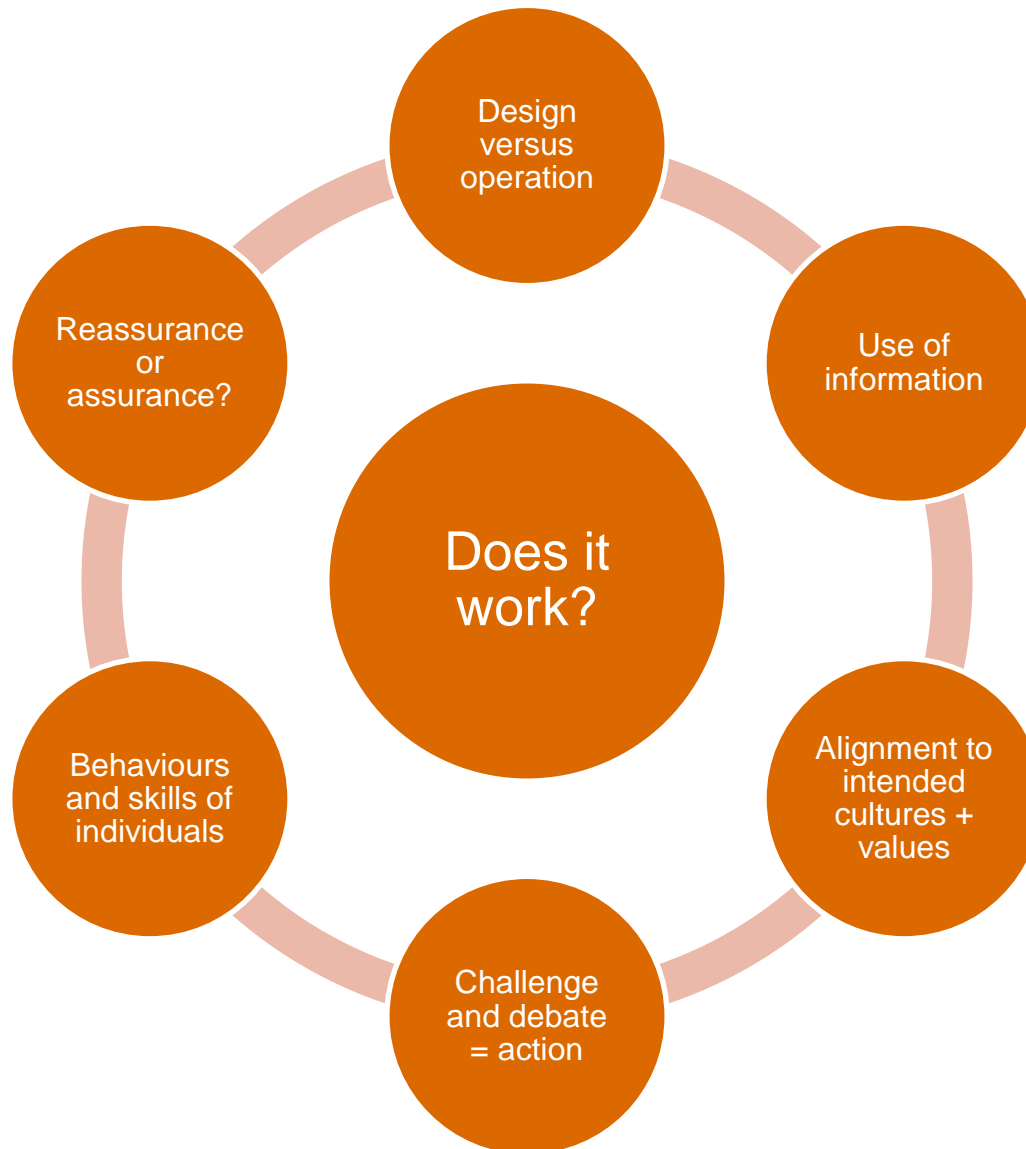 Design
versus
operation
Use of
information
Alignment to
intended
cultures +
values
Challenge
and debate
= action
Behaviours
and skills of
individuals
Reassurance
or
assurance?
Does it
work?